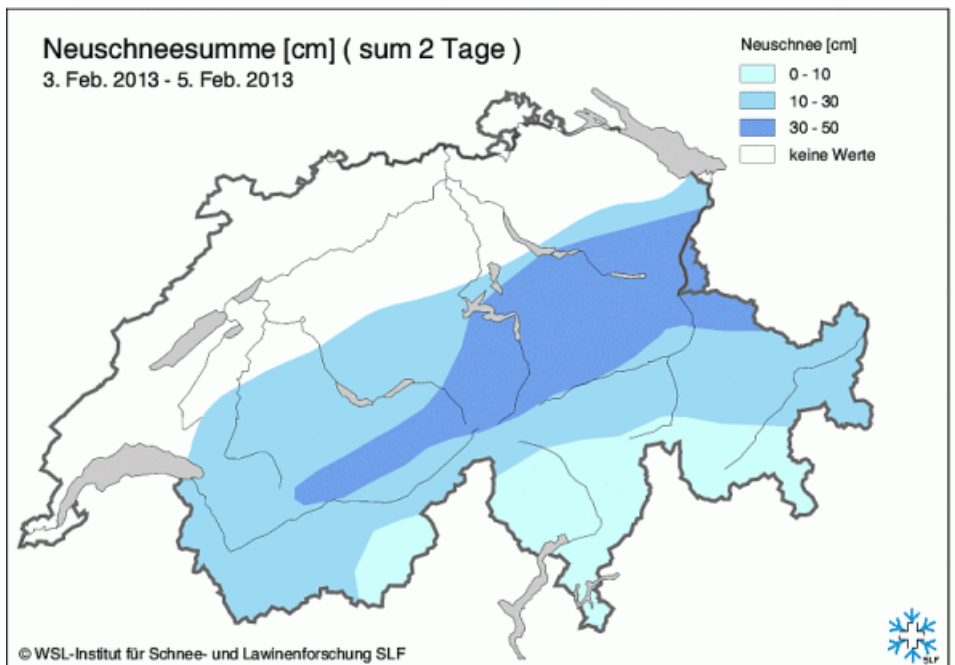 Neuschneesumme [cm] ( sum 2 Tage )
3. Feb. 2013 - 5. Feb. 2013
Neuschnee [cm]
0 - 10
10 - 30
30 - 50
keine Werte
© WSL-Institut für Schnee- und Lawinenforschung SLF
SLF